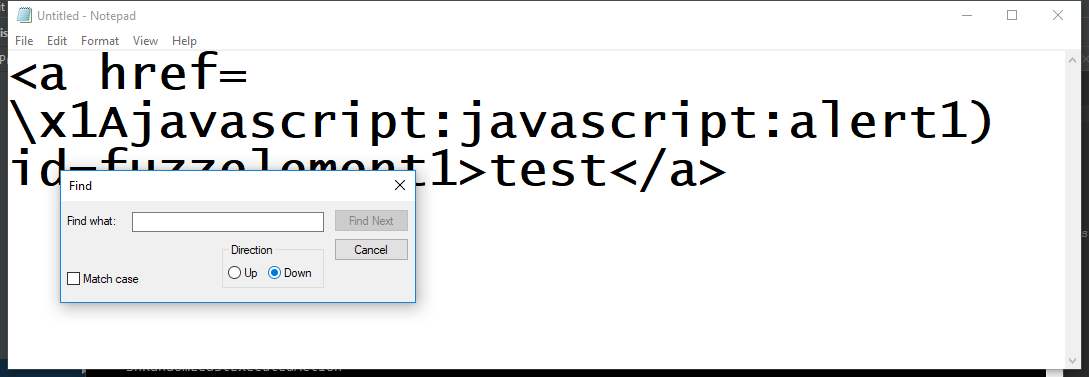 Untitled - Notepad
File Edit Format View Help
<a href=
\x1Ajavascript:javascript:alert1)
id=fuzzelement1>test</a>
Find
Find what:
Find Next
Direction
Cancel
Up Down
Match case